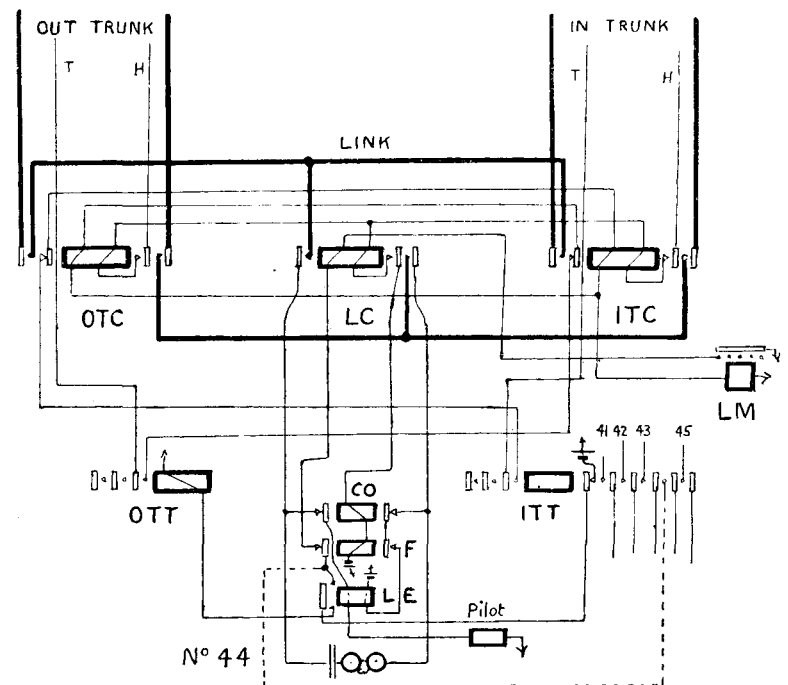 OUT TRUNK
IN TRUNK
T
H
T
H
LINK
OTC
LC
ITC
LM
41 42 43 45
CO
OTT
ITT
F
LE
Pilot
Nº 44